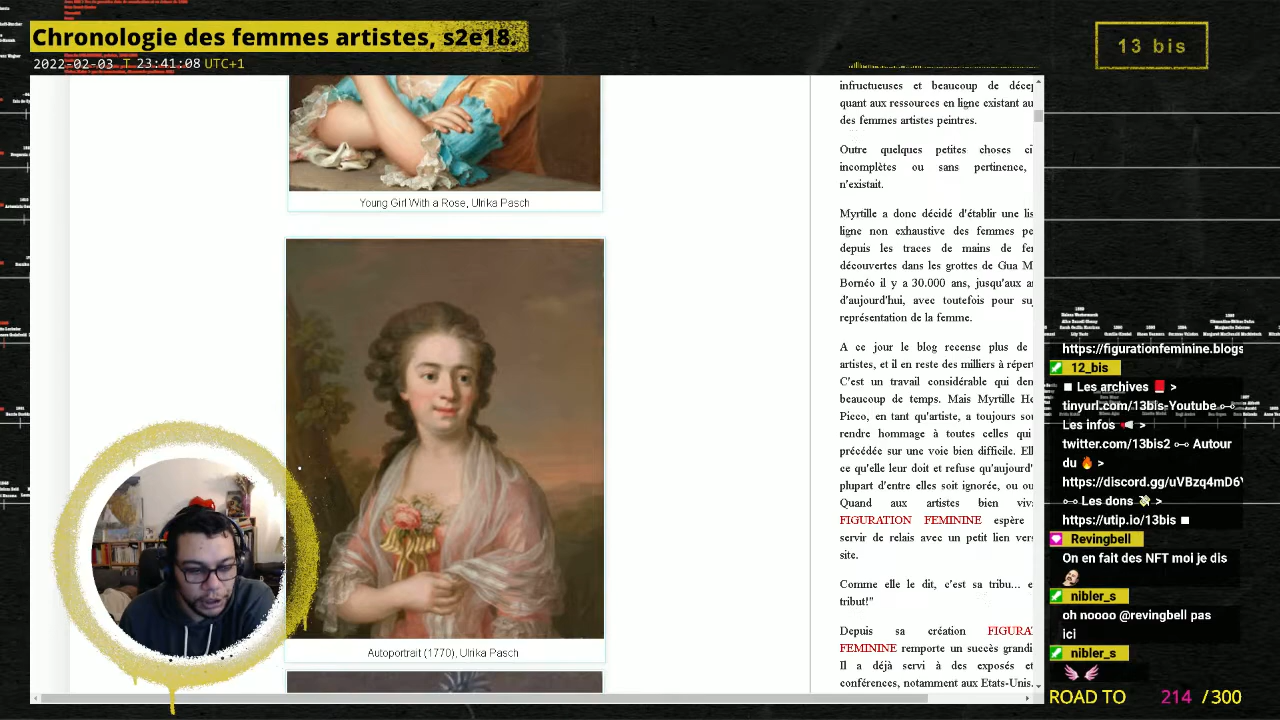 Chronologie des femmes artistes, s2e18.
2022-02-03 T 23:41:08 UTC+1
13 bis
Young Girl With a Rose, Ulrika Pasch
Autoportrait (1770), Ulrika Pasch
infructueuses et beaucoup de décep
quant aux ressources en ligne existant au
des femmes artistes peintres.
Outre quelques petites choses ci
incomplètes ou sans pertinence,
n'existait.
Myrtille a donc décidé d'établir une lis
ligne non exhaustive des femmes pe
depuis les traces de mains de fe
découvertes dans les grottes de Gua M
Bornéo il y a 30.000 ans, jusqu'aux a
d'aujourd'hui, avec toutefois pour su
représentation de la femme.
A ce jour le blog recense plus de
artistes, et il en reste des milliers à répert
C'est un travail considérable qui den
beaucoup de temps. Mais Myrtille He
Picco, en tant qu'artiste, a toujours sou
rendre hommage à toutes celles qui
précédée sur une voie bien difficile. Ell
ce qu'elle leur doit et refuse qu'aujourd'
plupart d'entre elles soit ignorée, ou ou
Quand aux artistes bien viv
FIGURATION FEMININE espère
servir de relais avec un petit lien vers
site.
Comme elle le dit, c'est sa tribu... e
tribut!"
Depuis sa création FIGURA
FEMININE remporte un succès grandi
Il a déjà servi à des exposés et
conférences, notamment aux Etats-Unis.
https://figurationfeminine.blogs
12_bis
Les archives >
tinyurl.com/13bis-Youtube
Les infos >
twitter.com/13bis2 Autour
du >
https://discord.gg/uVBzq4mD6
Les dons >
https://utip.io/13bis
Revingbell
On en fait des NFT moi je dis
nibler_s
oh noooo @revingbell pas
ici
nibler_s
ROAD TO 214 / 300